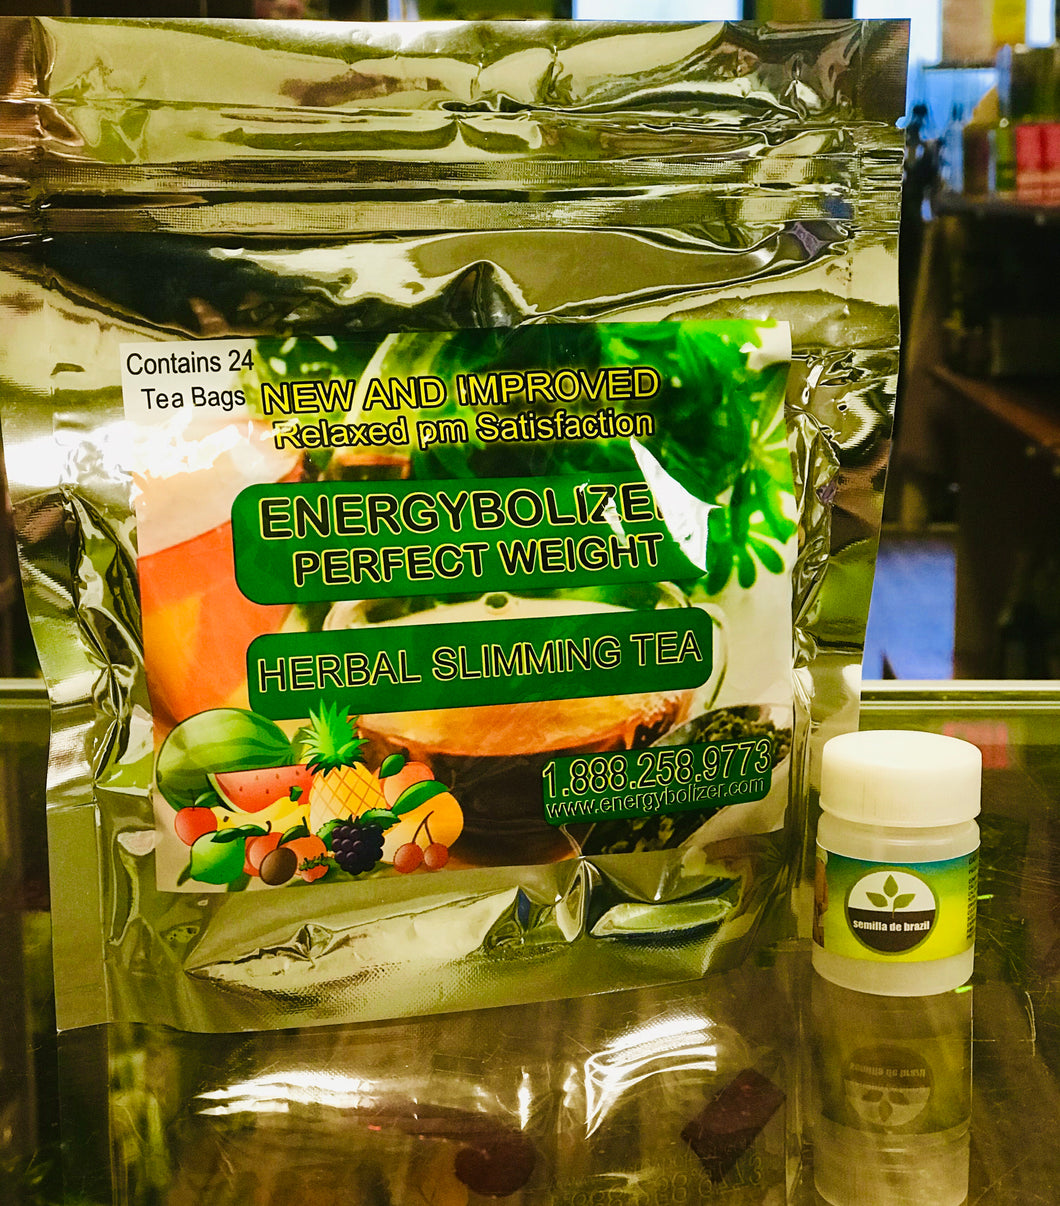 Contains 24
Tea Bags
NEW AND IMPROVED
Relaxed pm Satisfaction
ENERGYBOLIZER
PERFECT WEIGHT
HERBAL SLIMMING TEA
1.888.258.9773
www.energybolizer.com
semilla de brazil